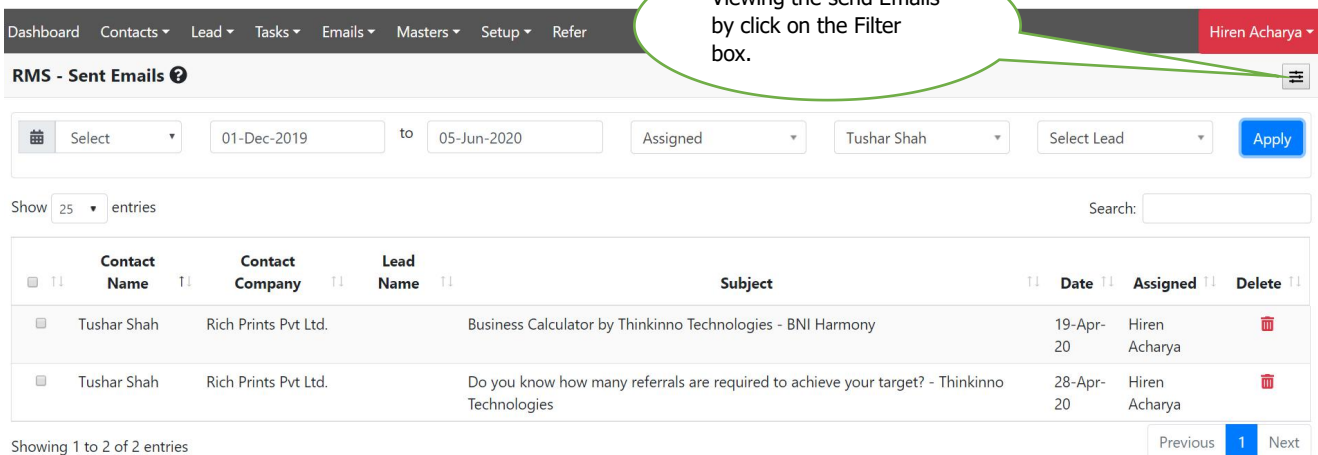 Viewing the send Emails
by click on the Filter
box.
Dashboard Contacts Lead Tasks Emails Masters Setup Refer Hiren Acharya
RMS - Sent Emails ?
Select 01-Dec-2019 to 05-Jun-2020 Assigned Tushar Shah Select Lead Apply
Show 25 entries Search:
Contact Contact Lead
Name Company Name Subject Date Assigned Delete
Tushar Shah Rich Prints Pvt Ltd. Business Calculator by Thinkinno Technologies - BNI Harmony 19-Apr- Hiren
20 Acharya
Tushar Shah Rich Prints Pvt Ltd. Do you know how many referrals are required to achieve your target? - Thinkinno 28-Apr- Hiren
Technologies 20 Acharya
Showing 1 to 2 of 2 entries Previous 1 Next